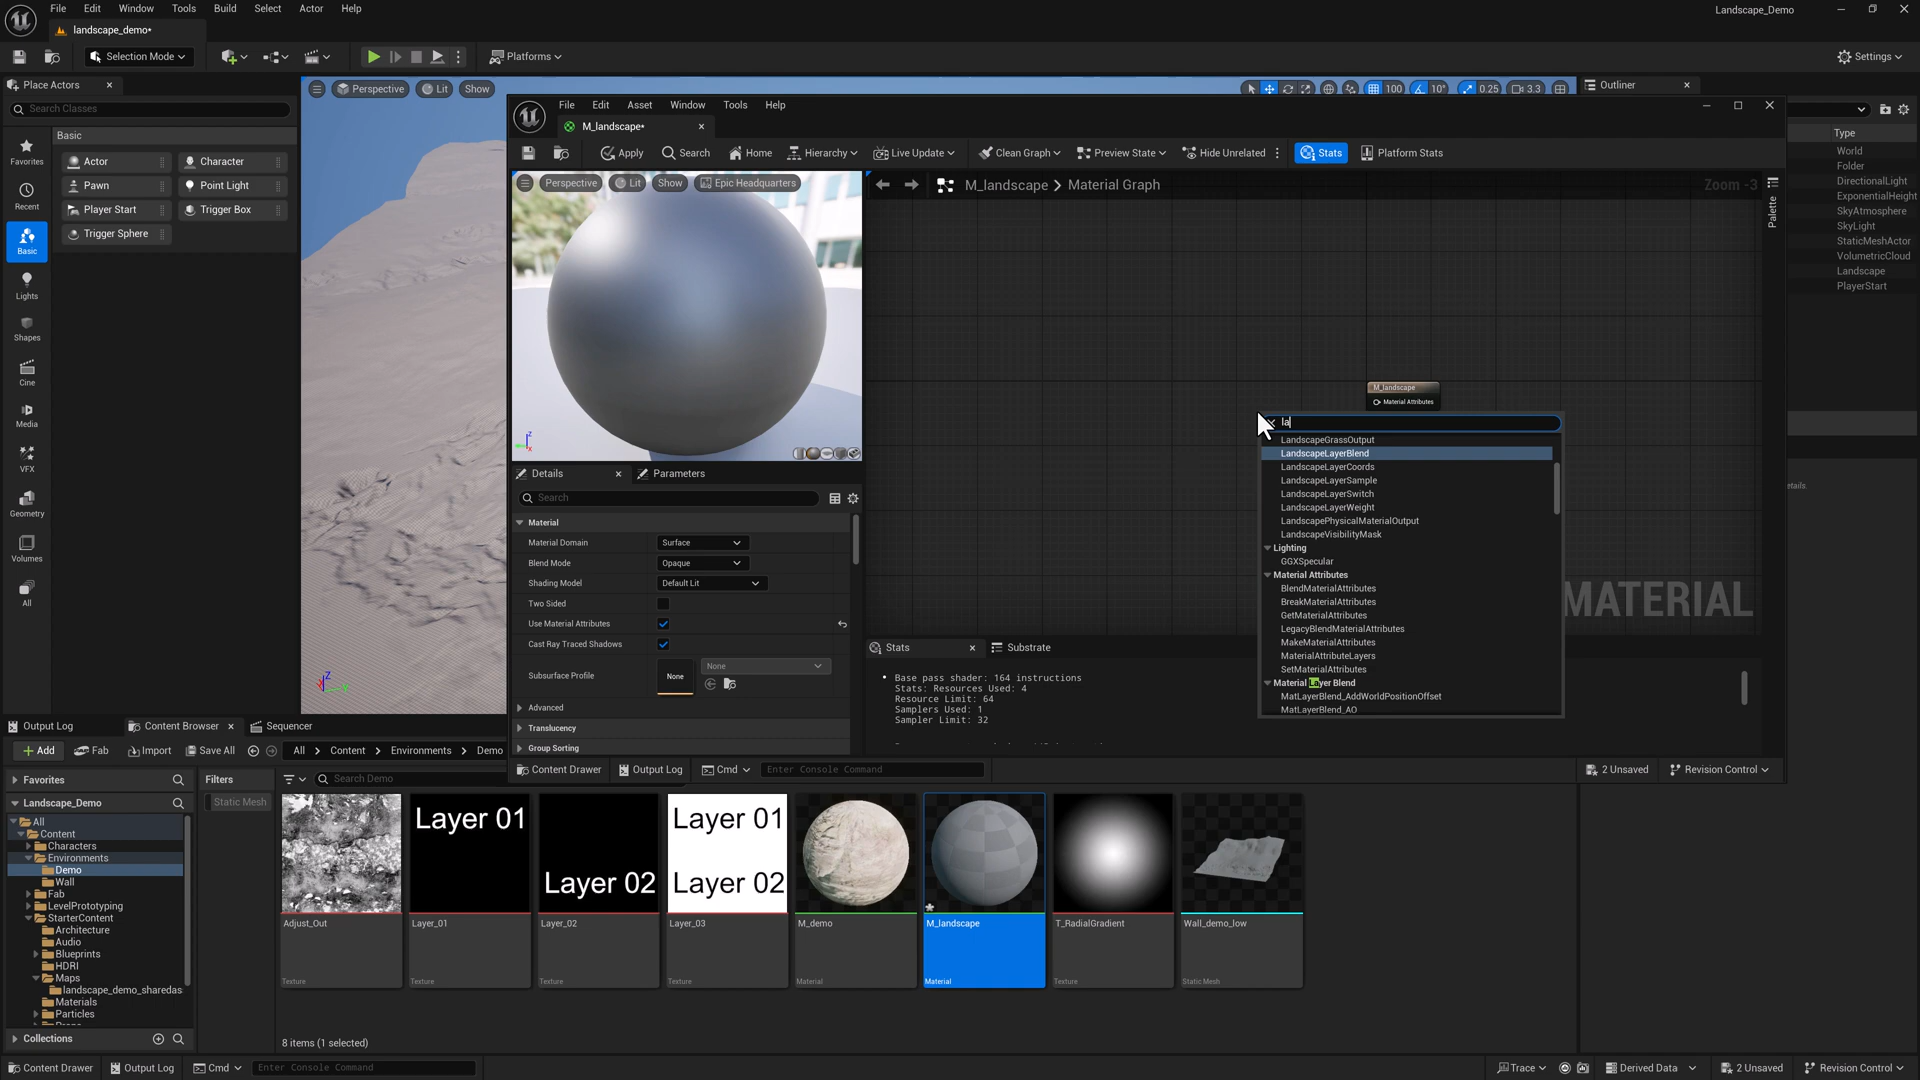 File Edit Window Tools Build Select Actor Help
Landscape_Demo
landscape_demo*
Selection Mode
Platforms
Settings
Place Actors
Search Classes
Basic
Favorites
Recent
Basic
Lights
Shapes
Cine
Media
VFX
Geometry
Volumes
All
Actor
Character
Pawn
Point Light
Player Start
Trigger Box
Trigger Sphere
Perspective
Lit
Show
100
10°
0.25
3.3
Outliner
Type
World
Folder
DirectionalLight
ExponentialHeight
SkyAtmosphere
SkyLight
StaticMeshActor
VolumetricCloud
Landscape
PlayerStart
etails.
File Edit Asset Window Tools Help
M_landscape*
Apply
Search
Home
Hierarchy
Live Update
Clean Graph
Preview State
Hide Unrelated
Stats
Platform Stats
Perspective
Lit
Show
Epic Headquarters
M_landscape > Material Graph
Zoom -3
Palette
M_landscape
Material Attributes
la
LandscapeGrassOutput
LandscapeLayerBlend
LandscapeLayerCoords
LandscapeLayerSample
LandscapeLayerSwitch
LandscapeLayerWeight
LandscapePhysicalMaterialOutput
LandscapeVisibilityMask
Lighting
GGXSpecular
Material Attributes
BlendMaterialAttributes
BreakMaterialAttributes
GetMaterialAttributes
LegacyBlendMaterialAttributes
MakeMaterialAttributes
MaterialAttributeLayers
SetMaterialAttributes
Material Layer Blend
MatLayerBlend_AddWorldPositionOffset
MatLayerBlend_AO
MATERIAL
Details
Parameters
Search
Material
Material Domain
Surface
Blend Mode
Opaque
Shading Model
Default Lit
Two Sided
Use Material Attributes
Cast Ray Traced Shadows
Subsurface Profile
None
None
Advanced
Translucency
Group Sorting
Stats
Substrate
Base pass shader: 164 instructions
Stats: Resources Used: 4
Resource Limit: 64
Samplers Used: 1
Sampler Limit: 32
Content Drawer
Output Log
Cmd
Enter Console Command
2 Unsaved
Revision Control
Output Log
Content Browser
Sequencer
Add
Fab
Import
Save All
All > Content > Environments > Demo
Favorites
Filters
Search Demo
Static Mesh
Landscape_Demo
All
Content
Characters
Environments
Demo
Wall
Fab
LevelPrototyping
StarterContent
Architecture
Audio
Blueprints
HDRI
Maps
landscape_demo_sharedas
Materials
Particles
Collections
Layer 01
Layer 02
Layer 01
Layer 02
Adjust_Out
Layer_01
Layer_02
Layer_03
M_demo
M_landscape
T_RadialGradient
Wall_demo_low
Texture
Texture
Texture
Texture
Material
Material
Texture
Static Mesh
8 items (1 selected)
Content Drawer
Output Log
Cmd
Enter Console Command
Trace
Derived Data
2 Unsaved
Revision Control